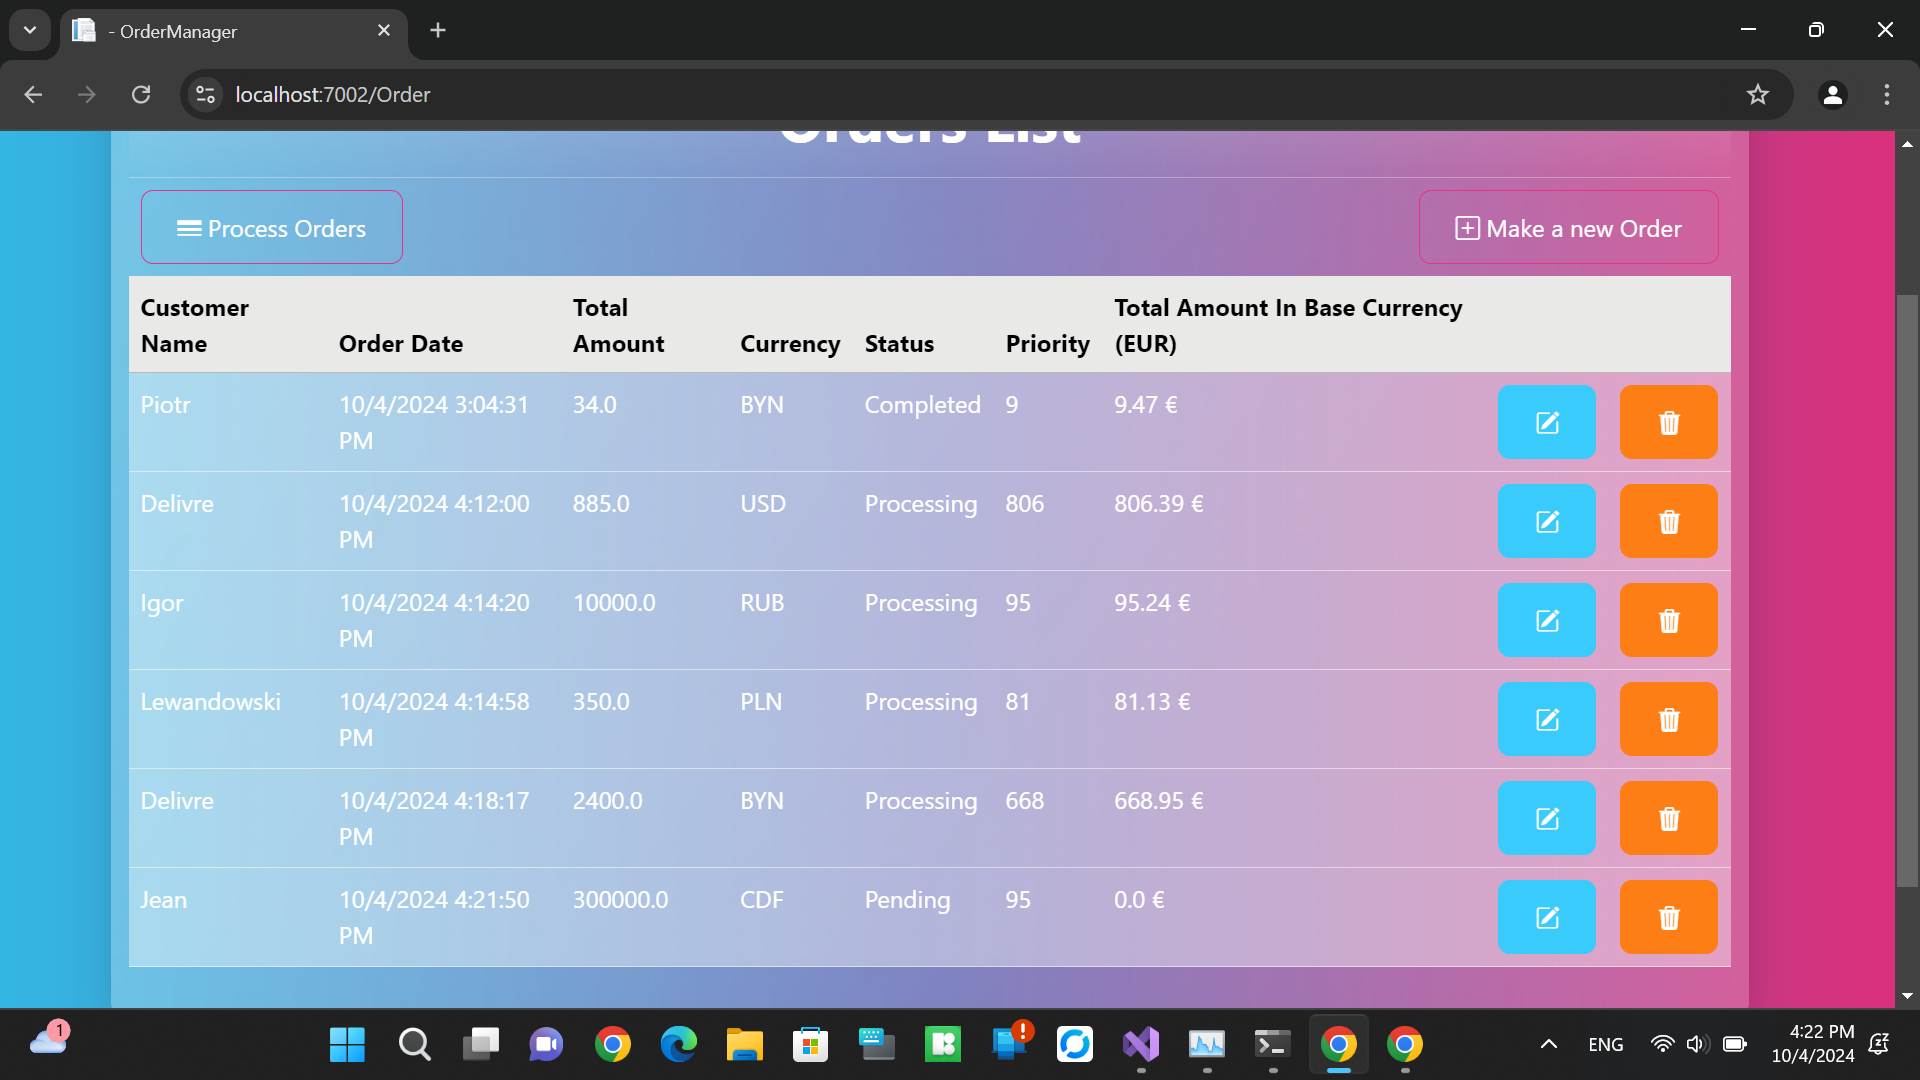 - OrderManager
localhost:7002/Order
Orders List
Process Orders
Make a new Order
Customer Name Order Date Total Amount Currency Status Priority Total Amount In Base Currency (EUR)
Piotr 10/4/2024 3:04:31 PM 34.0 BYN Completed 9 9.47 €
Delivre 10/4/2024 4:12:00 PM 885.0 USD Processing 806 806.39 €
Igor 10/4/2024 4:14:20 PM 10000.0 RUB Processing 95 95.24 €
Lewandowski 10/4/2024 4:14:58 PM 350.0 PLN Processing 81 81.13 €
Delivre 10/4/2024 4:18:17 PM 2400.0 BYN Processing 668 668.95 €
Jean 10/4/2024 4:21:50 PM 300000.0 CDF Pending 95 0.0 €
1
ENG
4:22 PM
10/4/2024